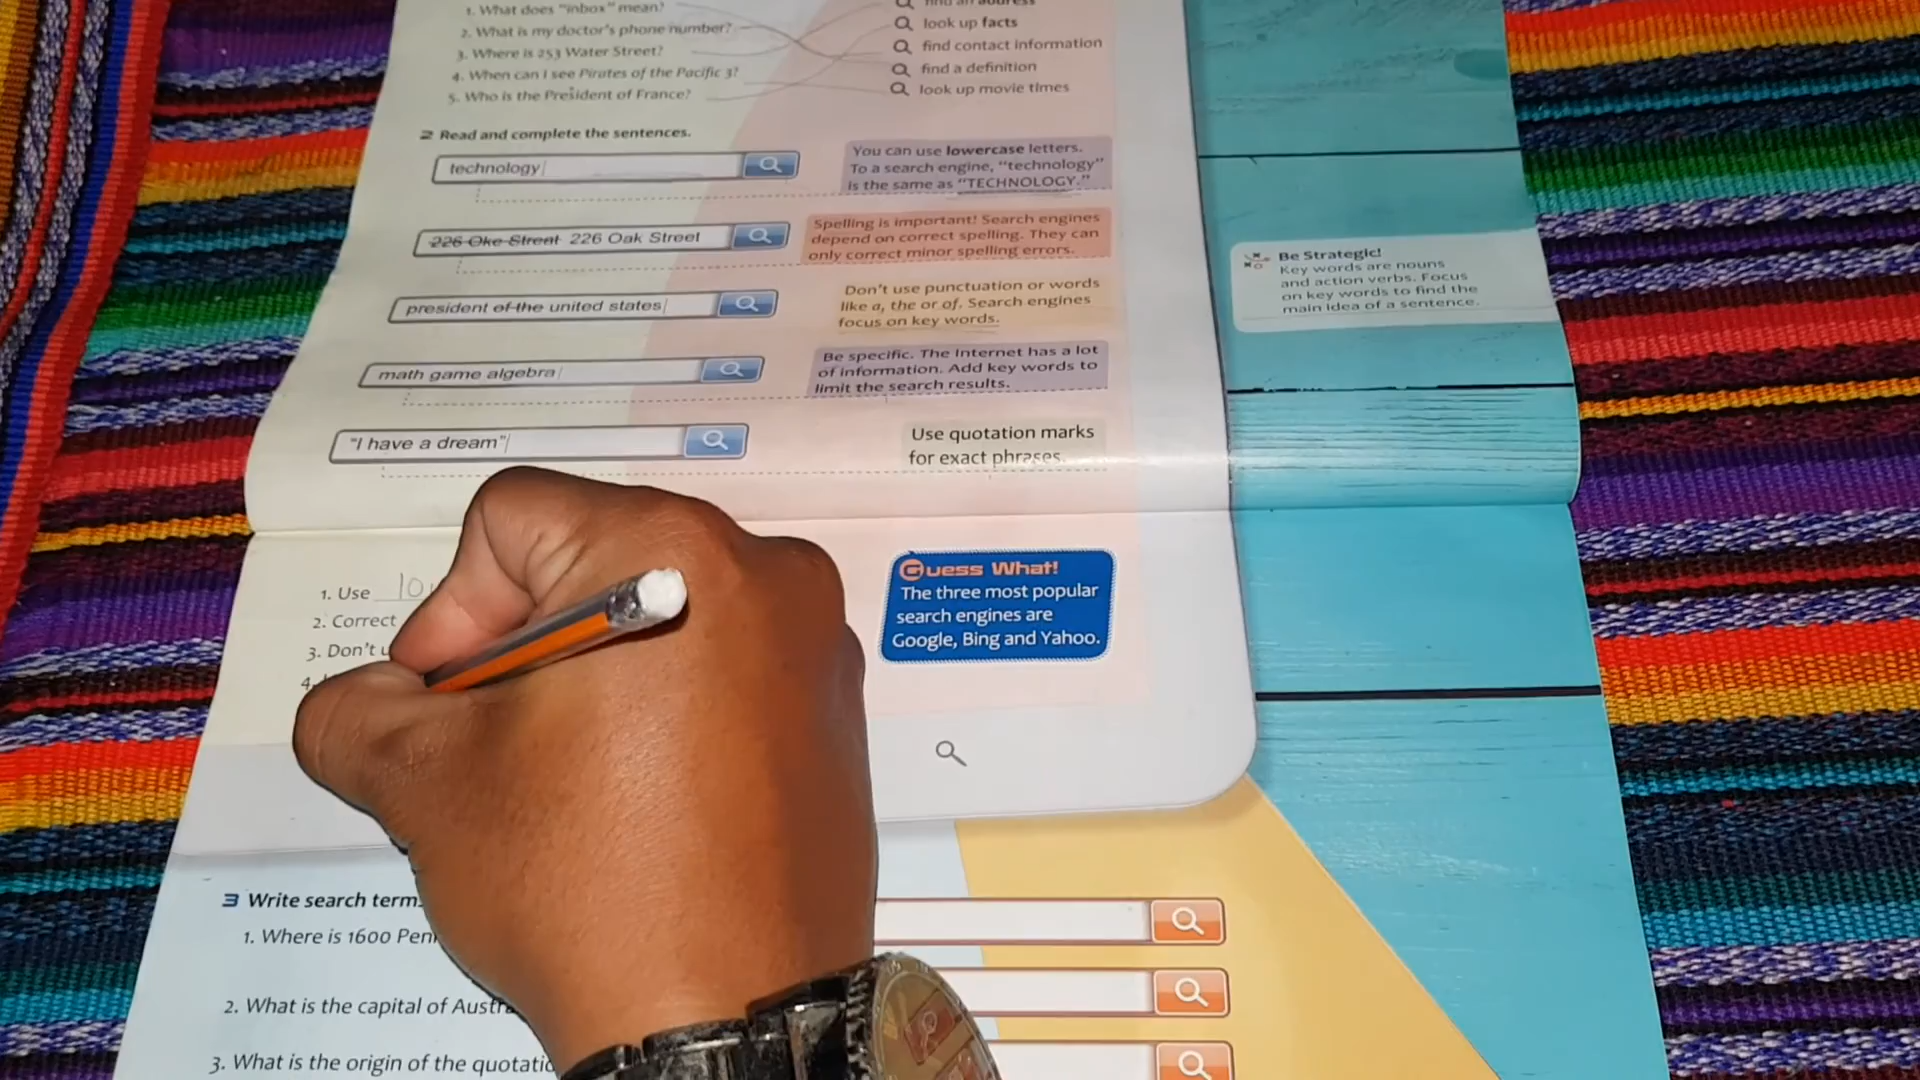 1. What does "inbox" mean?
2. What is my doctor's phone number?
3. Where is 253 Water Street?
4. When can I see Pirates of the Pacific 3?
5. Who is the President of France?
find an address
look up facts
find contact information
find a definition
look up movie times
2 Read and complete the sentences.
technology
You can use lowercase letters.
To a search engine, "technology"
is the same as "TECHNOLOGY."
226 Oke Street 226 Oak Street
Spelling is important! Search engines
depend on correct spelling. They can
only correct minor spelling errors.
president of the united states
Don't use punctuation or words
like a, the or of. Search engines
focus on key words.
math game algebra
Be specific. The Internet has a lot
of information. Add key words to
limit the search results.
"I have a dream"
Use quotation marks
for exact phrases.
Be Strategic!
Key words are nouns
and action verbs. Focus
on key words to find the
main idea of a sentence.
1. Use
2. Correct
3. Don't
4.
Guess What!
The three most popular
search engines are
Google, Bing and Yahoo.
3 Write search
1. Where is 1600
2. What is the capital of
3. What is the origin of the